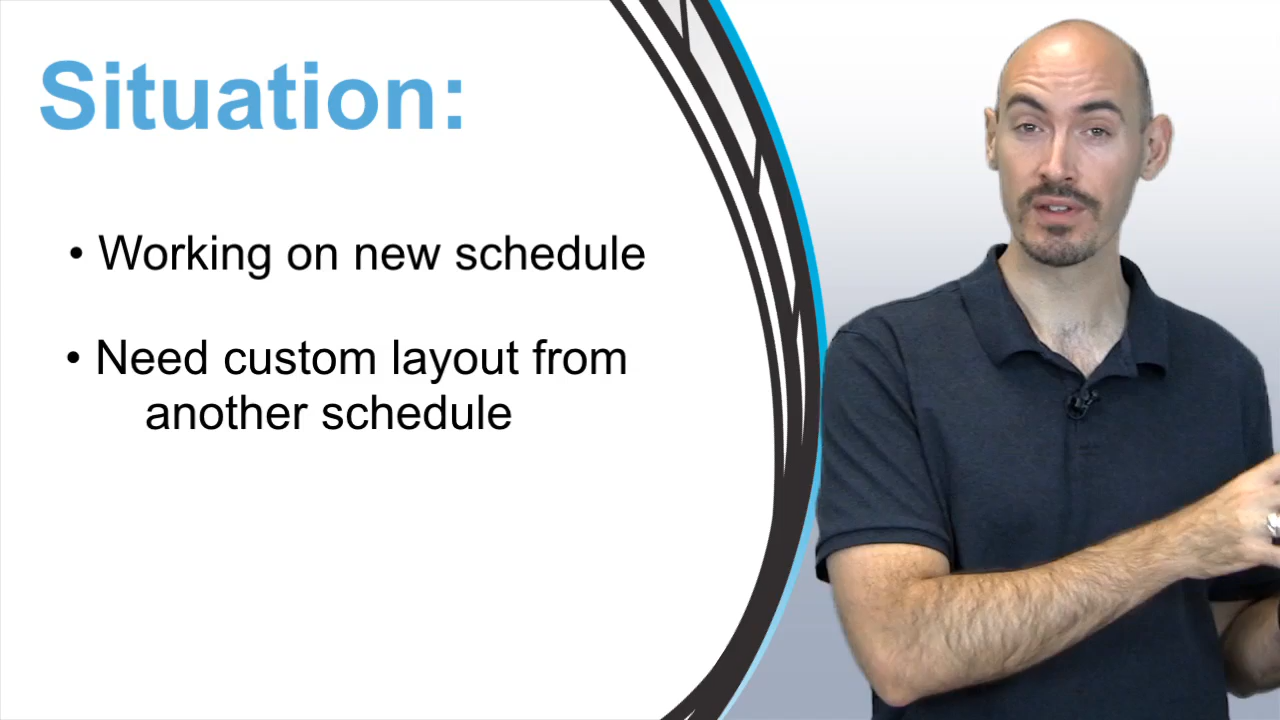 Situation:
• Working on new schedule
• Need custom layout from
another schedule